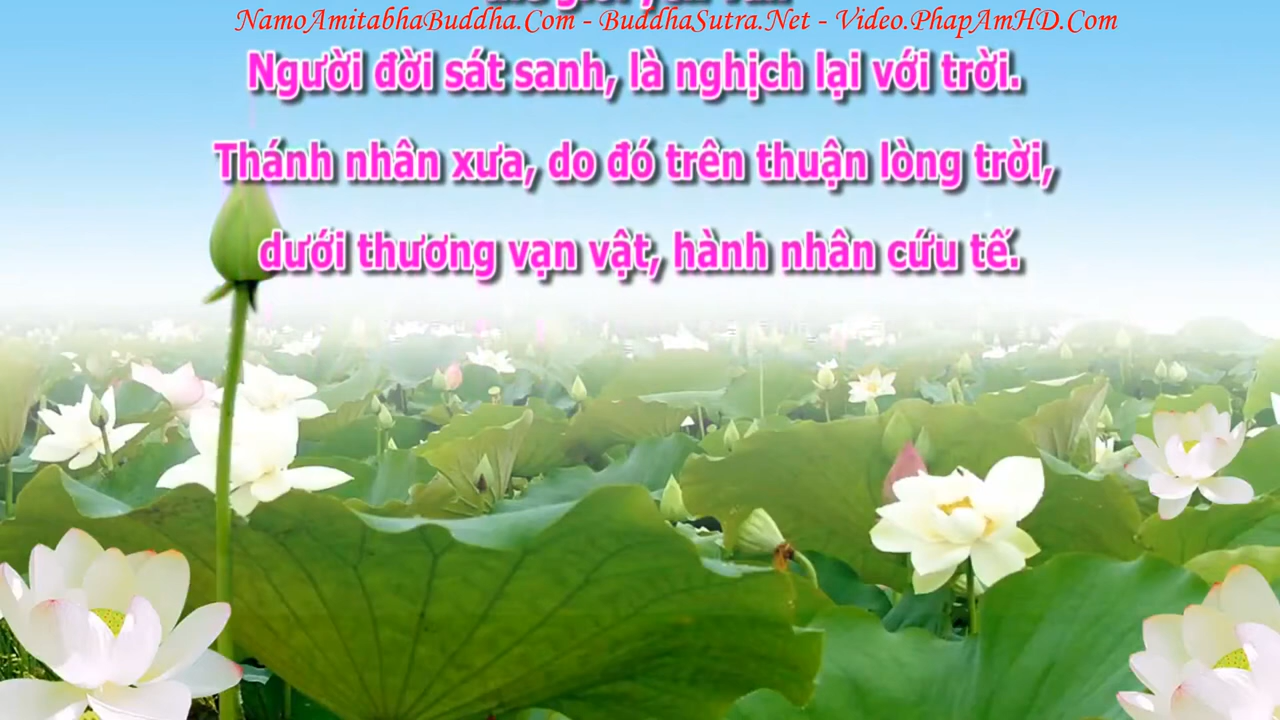 NamoAmitabhaBuddha.Com - BuddhaSutra.Net - Video.PhapAmHD.Com
Người đời sát sanh, là nghịch lại với trời.
Thánh nhân xưa, do đó trên thuận lòng trời,
dưới thương vạn vật, hành nhân cứu tế.